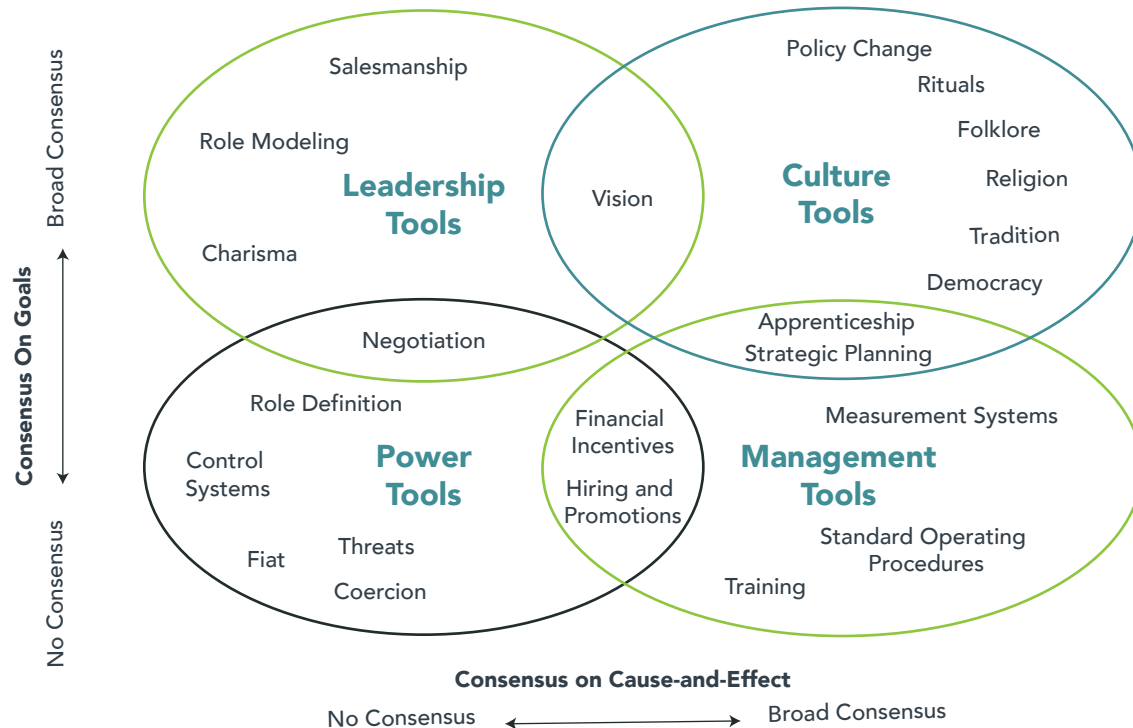 Broad Consensus
Consensus On Goals
No Consensus
Salesmanship
Role Modeling
Leadership
Tools
Charisma
Vision
Policy Change
Rituals
Folklore
Culture
Tools
Religion
Tradition
Democracy
Negotiation
Apprenticeship
Strategic Planning
Role Definition
Control
Systems
Power
Tools
Fiat
Threats
Coercion
Financial
Incentives
Hiring and
Promotions
Measurement Systems
Management
Tools
Standard Operating
Procedures
Training
Consensus on Cause-and-Effect
No Consensus
Broad Consensus